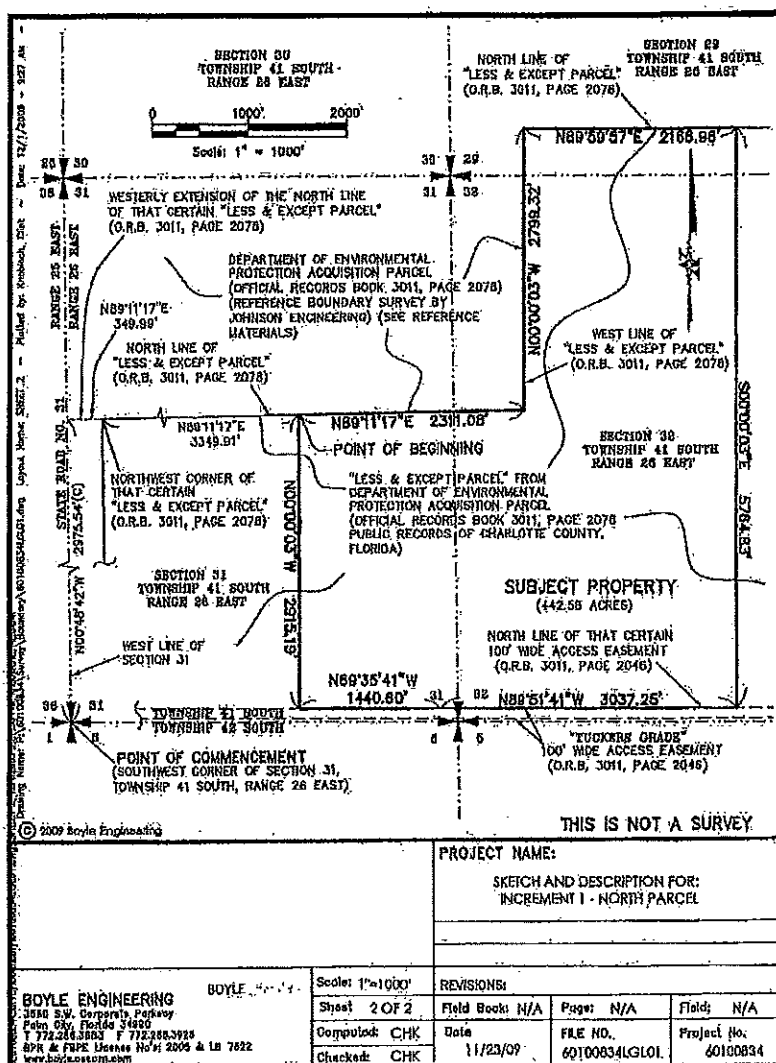 SECTION 30
TOWNSHIP 41 SOUTH
RANGE 26 EAST
0 1000' 2000'
Scale: 1" = 1000'
NORTH LINE OF
"LESS & EXCEPT PARCEL"
(O.R.B. 3011, PAGE 2078)
SECTION 29
TOWNSHIP 41 SOUTH
RANGE 26 EAST
N89°59'57"E 2168.98'
30 29
31 32
25 30
36 31
WESTERLY EXTENSION OF THE NORTH LINE
OF THAT CERTAIN "LESS & EXCEPT PARCEL"
(O.R.B. 3011, PAGE 2078)
DEPARTMENT OF ENVIRONMENTAL
PROTECTION ACQUISITION PARCEL
(OFFICIAL RECORDS BOOK 3011, PAGE 2078)
(REFERENCE BOUNDARY SURVEY BY
JOHNSON ENGINEERING) (SEE REFERENCE
MATERIALS)
N00°00'03"W 2799.32'
RANGE 25 EAST
RANGE 26 EAST
N89°11'17"E
349.99'
NORTH LINE OF
"LESS & EXCEPT PARCEL"
(O.R.B. 3011, PAGE 2078)
WEST LINE OF
"LESS & EXCEPT PARCEL"
(O.R.B. 3011, PAGE 2078)
N89°11'17"E
3349.91'
N89°11'17"E 2311.08'
POINT OF BEGINNING
S00°00'03"E 5764.83'
STATE ROAD NO. 31
NORTHWEST CORNER OF
THAT CERTAIN
"LESS & EXCEPT PARCEL"
(O.R.B. 3011, PAGE 2078)
"LESS & EXCEPT PARCEL" FROM
DEPARTMENT OF ENVIRONMENTAL
PROTECTION ACQUISITION PARCEL
(OFFICIAL RECORDS BOOK 3011, PAGE 2078
PUBLIC RECORDS OF CHARLOTTE COUNTY,
FLORIDA)
SECTION 32
TOWNSHIP 41 SOUTH
RANGE 26 EAST
N00°48'42"W 2975.54'(C)
SECTION 31
TOWNSHIP 41 SOUTH
RANGE 26 EAST
N00°00'03"W 2915.19'
SUBJECT PROPERTY
(442.58 ACRES)
WEST LINE OF
SECTION 31
NORTH LINE OF THAT CERTAIN
100' WIDE ACCESS EASEMENT
(O.R.B. 3011, PAGE 2046)
N89°35'41"W
1440.60'
N89°51'41"W 3037.25'
36 31
1 6
TOWNSHIP 41 SOUTH
TOWNSHIP 42 SOUTH
31 32
6 5
POINT OF COMMENCEMENT
(SOUTHWEST CORNER OF SECTION 31,
TOWNSHIP 41 SOUTH, RANGE 26 EAST)
"TUCKERS GRADE"
100' WIDE ACCESS EASEMENT
(O.R.B. 3011, PAGE 2046)
© 2009 Boyle Engineering
THIS IS NOT A SURVEY
PROJECT NAME:
SKETCH AND DESCRIPTION FOR:
INCREMENT I - NORTH PARCEL
BOYLE
BOYLE ENGINEERING
3550 S.W. Corporate Parkway
Palm City, Florida 34990
T 772.286.3883 F 772.286.3925
www.boyle.aecom.com
Scale: 1"=1000'
Sheet 2 OF 2
Computed: CHK
Checked: CHK
REVISIONS:
Field Book: N/A Page: N/A Field: N/A
Date
11/23/09
FILE NO.
60100834LGL01
Project No.
60100834